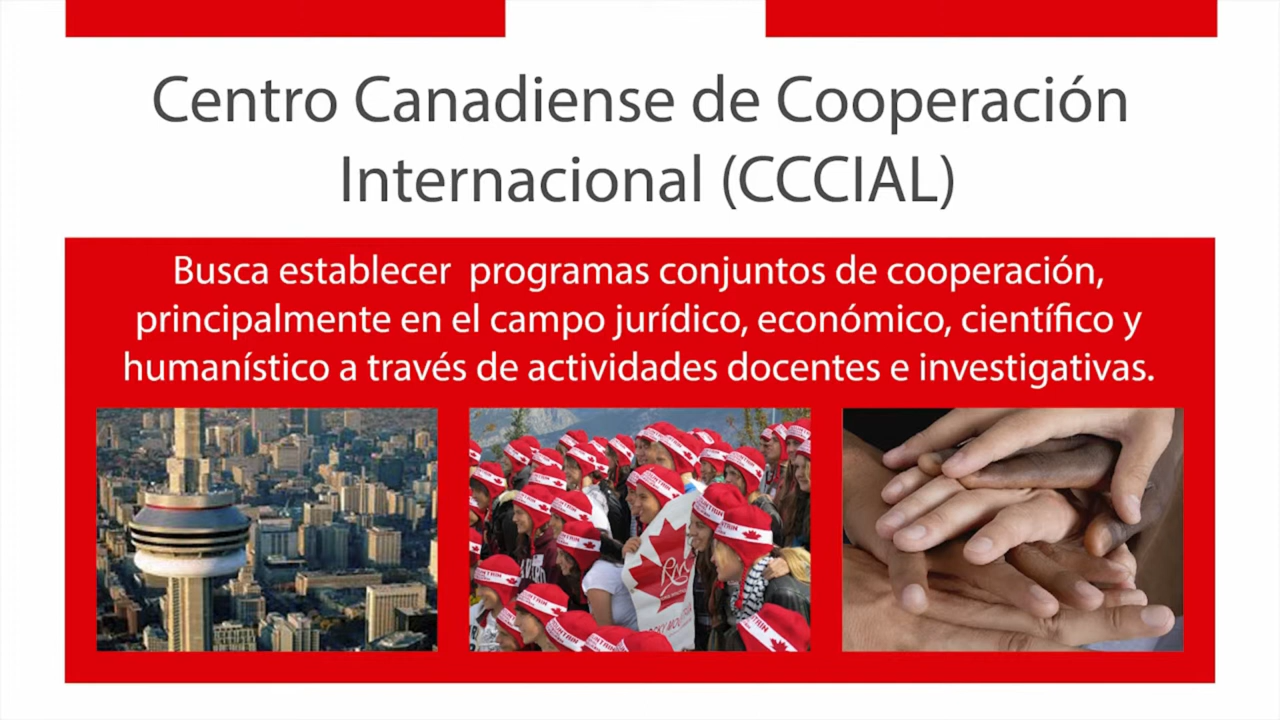 Centro Canadiense de Cooperación
Internacional (CCCIAL)
Busca establecer programas conjuntos de cooperación,
principalmente en el campo jurídico, económico, científico y
humanístico a través de actividades docentes e investigativas.